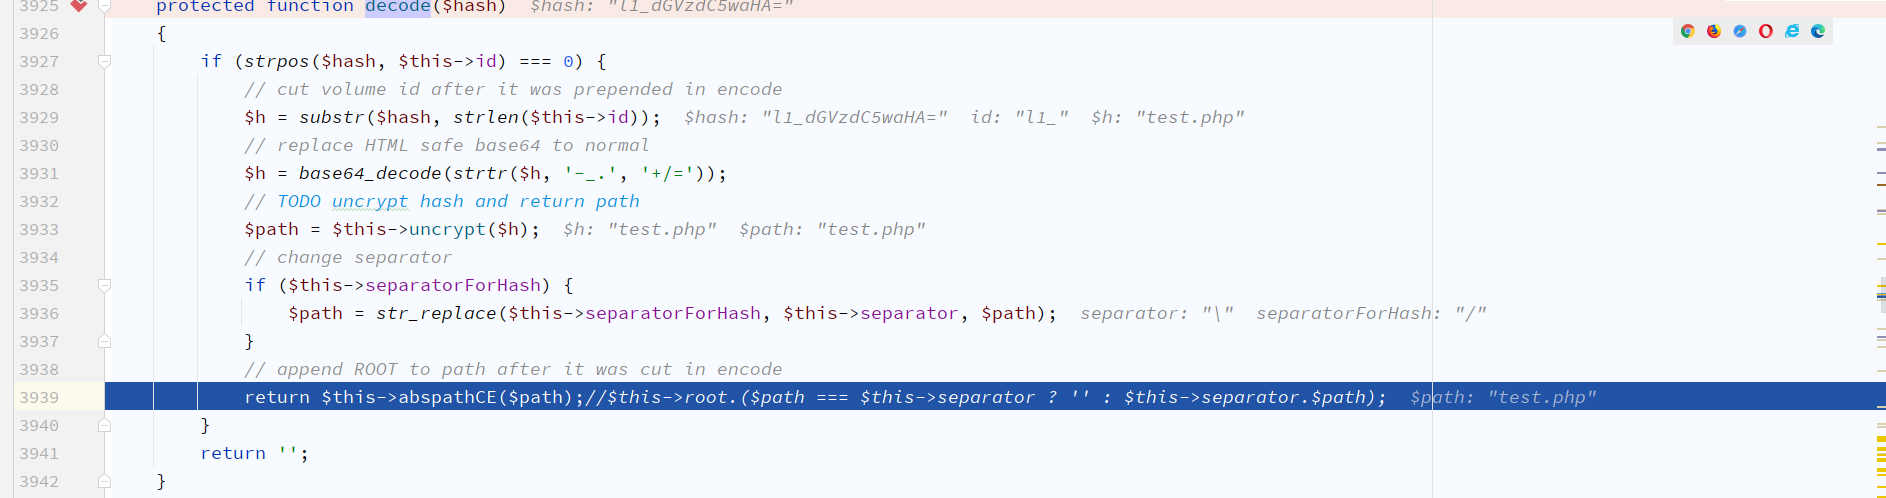 3925 protected function decode($hash) $hash: "l1_dGVzdC5waHA="
3926 {
3927 if (strpos($hash, $this->id) === 0) {
3928 // cut volume id after it was prepended in encode
3929 $h = substr($hash, strlen($this->id)); $hash: "l1_dGVzdC5waHA=" id: "l1_" $h: "test.php"
3930 // replace HTML safe base64 to normal
3931 $h = base64_decode(strtr($h, '-_.', '+/='));
3932 // TODO uncrypt hash and return path
3933 $path = $this->uncrypt($h); $h: "test.php" $path: "test.php"
3934 // change separator
3935 if ($this->separatorForHash) {
3936 $path = str_replace($this->separatorForHash, $this->separator, $path); separator: "\" separatorForHash: "/"
3937 }
3938 // append ROOT to path after it was cut in encode
3939 return $this->abspathCE($path);//$this->root.($path === $this->separator ? '' : $this->separator.$path); $path: "test.php"
3940 }
3941 return '';
3942 }